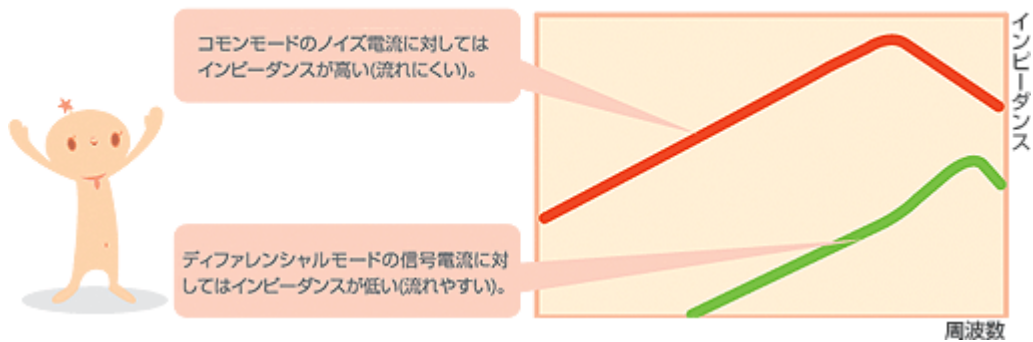 コモンモードのノイズ電流に対しては
インピーダンスが高い(流れにくい)。
ディファレンシャルモードの信号電流に対
してはインピーダンスが低い(流れやすい)。
インピーダンス
周波数